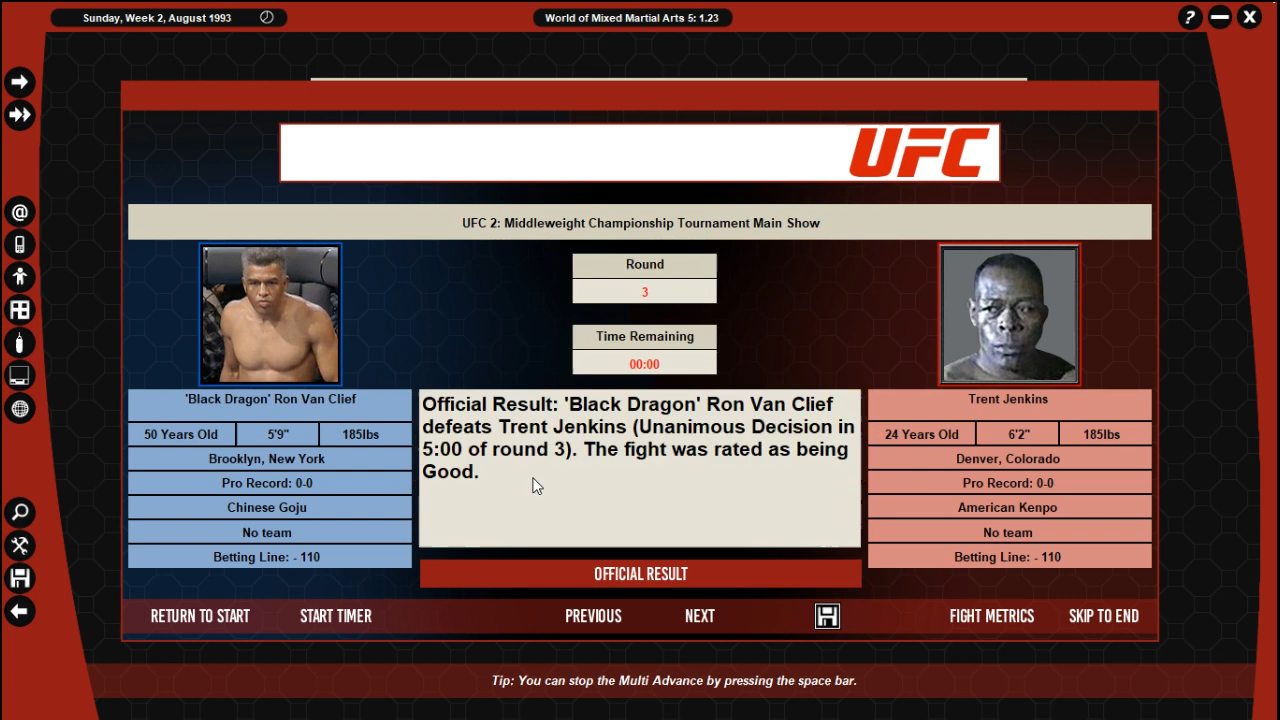 Sunday, Week 2, August 1993
World of Mixed Martial Arts 5: 1.23
?
@
UFC
UFC 2: Middleweight Championship Tournament Main Show
Round
3
Time Remaining
00:00
'Black Dragon' Ron Van Clief
50 Years Old
5'9"
185lbs
Brooklyn, New York
Pro Record: 0-0
Chinese Goju
No team
Betting Line: - 110
Official Result: 'Black Dragon' Ron Van Clief
defeats Trent Jenkins (Unanimous Decision in
5:00 of round 3). The fight was rated as being
Good.
OFFICIAL RESULT
Trent Jenkins
24 Years Old
6'2"
185lbs
Denver, Colorado
Pro Record: 0-0
American Kenpo
No team
Betting Line: - 110
RETURN TO START
START TIMER
PREVIOUS
NEXT
FIGHT METRICS
SKIP TO END
Tip: You can stop the Multi Advance by pressing the space bar.